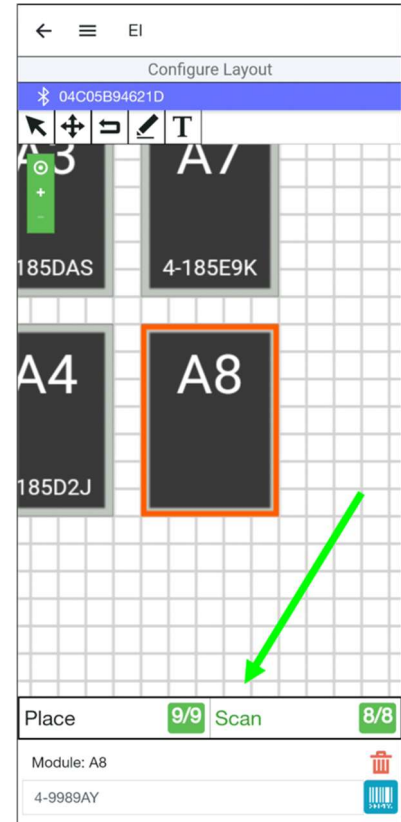 EI
Configure Layout
04C05B94621D
T
A3 A7
185DAS 4-185E9K
A4 A8
185D2J
Place 9/9 Scan 8/8
Module: A8
4-9989AY